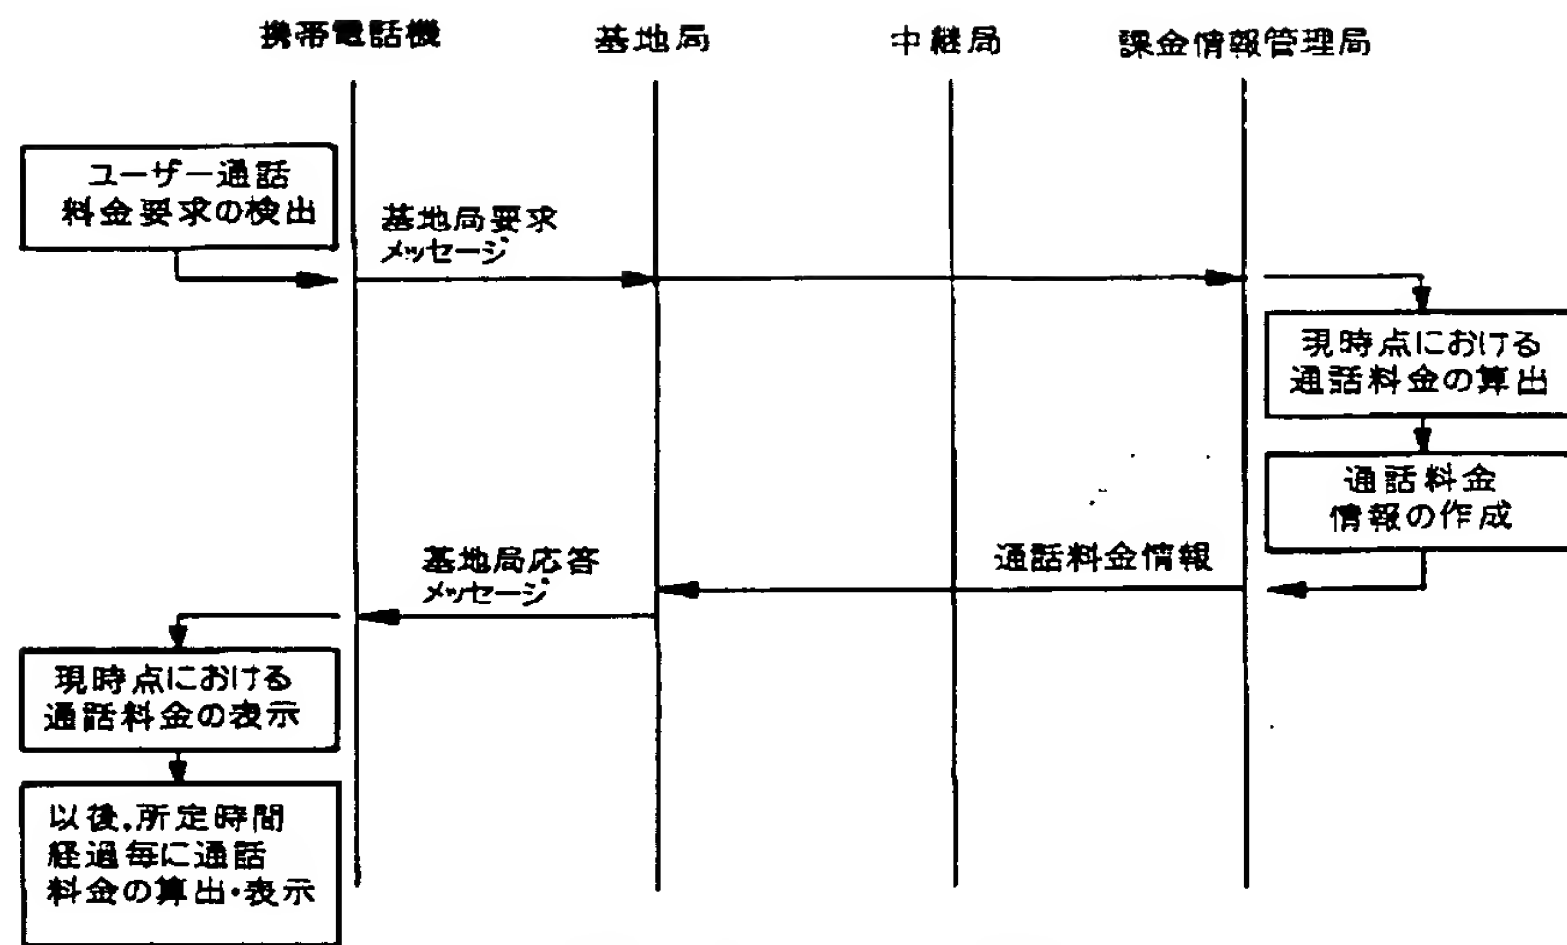 携帯電話機
基地局
中継局
課金情報管理局
ユーザー通話
料金要求の検出
基地局要求
メッセージ
現時点における
通話料金の算出
通話料金
情報の作成
通話料金情報
基地局応答
メッセージ
現時点における
通話料金の表示
以後,所定時間
経過毎に通話
料金の算出・表示